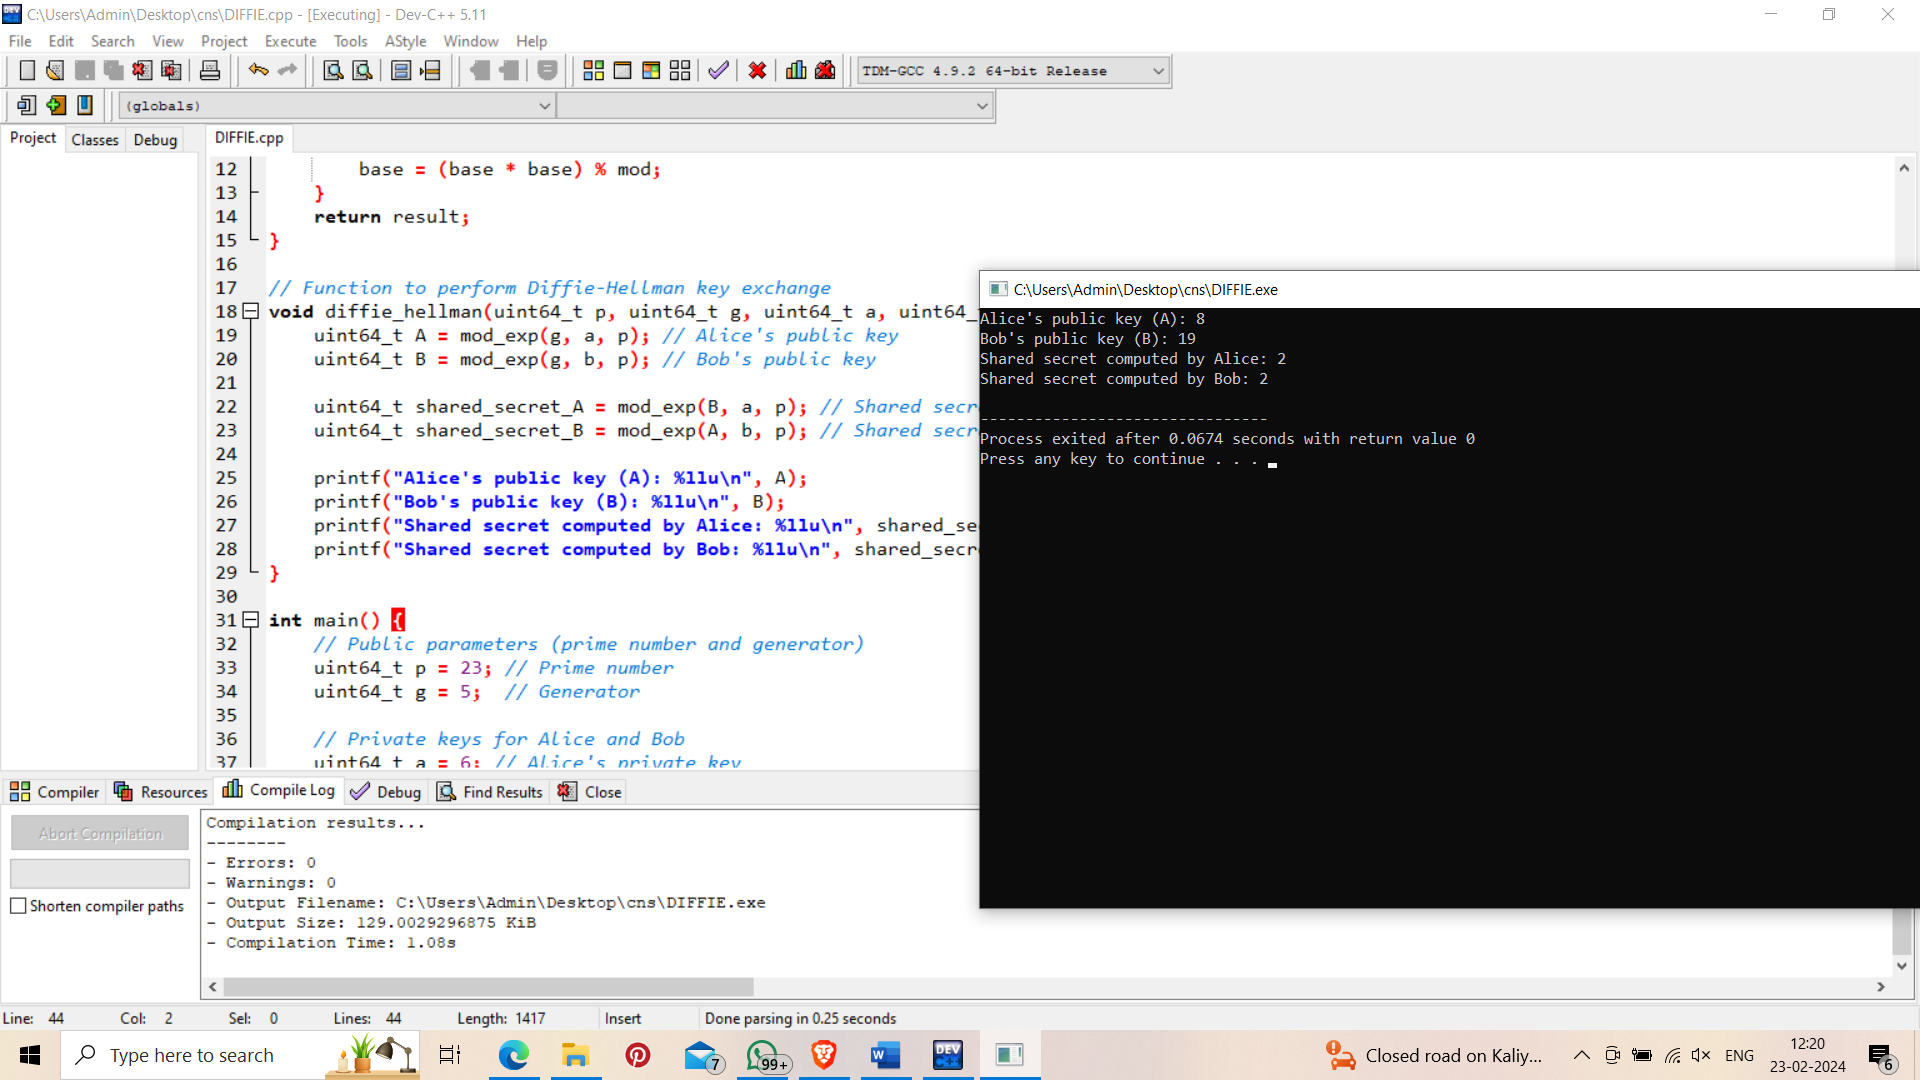 C:\Users\Admin\Desktop\cns\DIFFIE.cpp - [Executing] - Dev-C++ 5.11
File Edit Search View Project Execute Tools AStyle Window Help
TDM-GCC 4.9.2 64-bit Release
(globals)
Project Classes Debug
DIFFIE.cpp
12 base = (base * base) % mod;
13 }
14 return result;
15 }
16
17 // Function to perform Diffie-Hellman key exchange
18 void diffie_hellman(uint64_t p, uint64_t g, uint64_t a, uint64_
19 uint64_t A = mod_exp(g, a, p); // Alice's public key
20 uint64_t B = mod_exp(g, b, p); // Bob's public key
21
22 uint64_t shared_secret_A = mod_exp(B, a, p); // Shared secr
23 uint64_t shared_secret_B = mod_exp(A, b, p); // Shared secr
24
25 printf("Alice's public key (A): %llu\n", A);
26 printf("Bob's public key (B): %llu\n", B);
27 printf("Shared secret computed by Alice: %llu\n", shared_se
28 printf("Shared secret computed by Bob: %llu\n", shared_secr
29 }
30
31 int main() {
32 // Public parameters (prime number and generator)
33 uint64_t p = 23; // Prime number
34 uint64_t g = 5; // Generator
35
36 // Private keys for Alice and Bob
37 uint64_t a = 6; // Alice's private key
C:\Users\Admin\Desktop\cns\DIFFIE.exe
Alice's public key (A): 8
Bob's public key (B): 19
Shared secret computed by Alice: 2
Shared secret computed by Bob: 2
--------------------------------
Process exited after 0.0674 seconds with return value 0
Press any key to continue . . .
Compiler Resources Compile Log Debug Find Results Close
Abort Compilation
Shorten compiler paths
Compilation results...
--------
- Errors: 0
- Warnings: 0
- Output Filename: C:\Users\Admin\Desktop\cns\DIFFIE.exe
- Output Size: 129.0029296875 KiB
- Compilation Time: 1.08s
Line: 44 Col: 2 Sel: 0 Lines: 44 Length: 1417 Insert Done parsing in 0.25 seconds
Type here to search
7
99+
W
DEV
Closed road on Kaliy...
ENG
12:20
23-02-2024
6